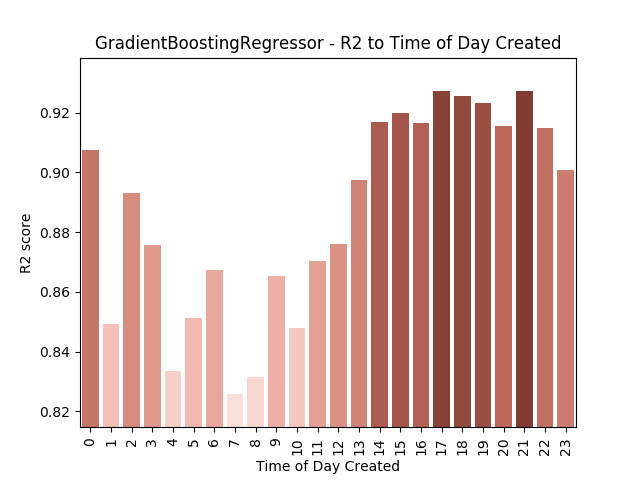 GradientBoostingRegressor - R2 to Time of Day Created
0.92
0.90
0.88
0.86
0.84
0.82
R2 score
0 1 2 3 4 5 6 7 8 9 10 11 12 13 14 15 16 17 18 19 20 21 22 23
Time of Day Created